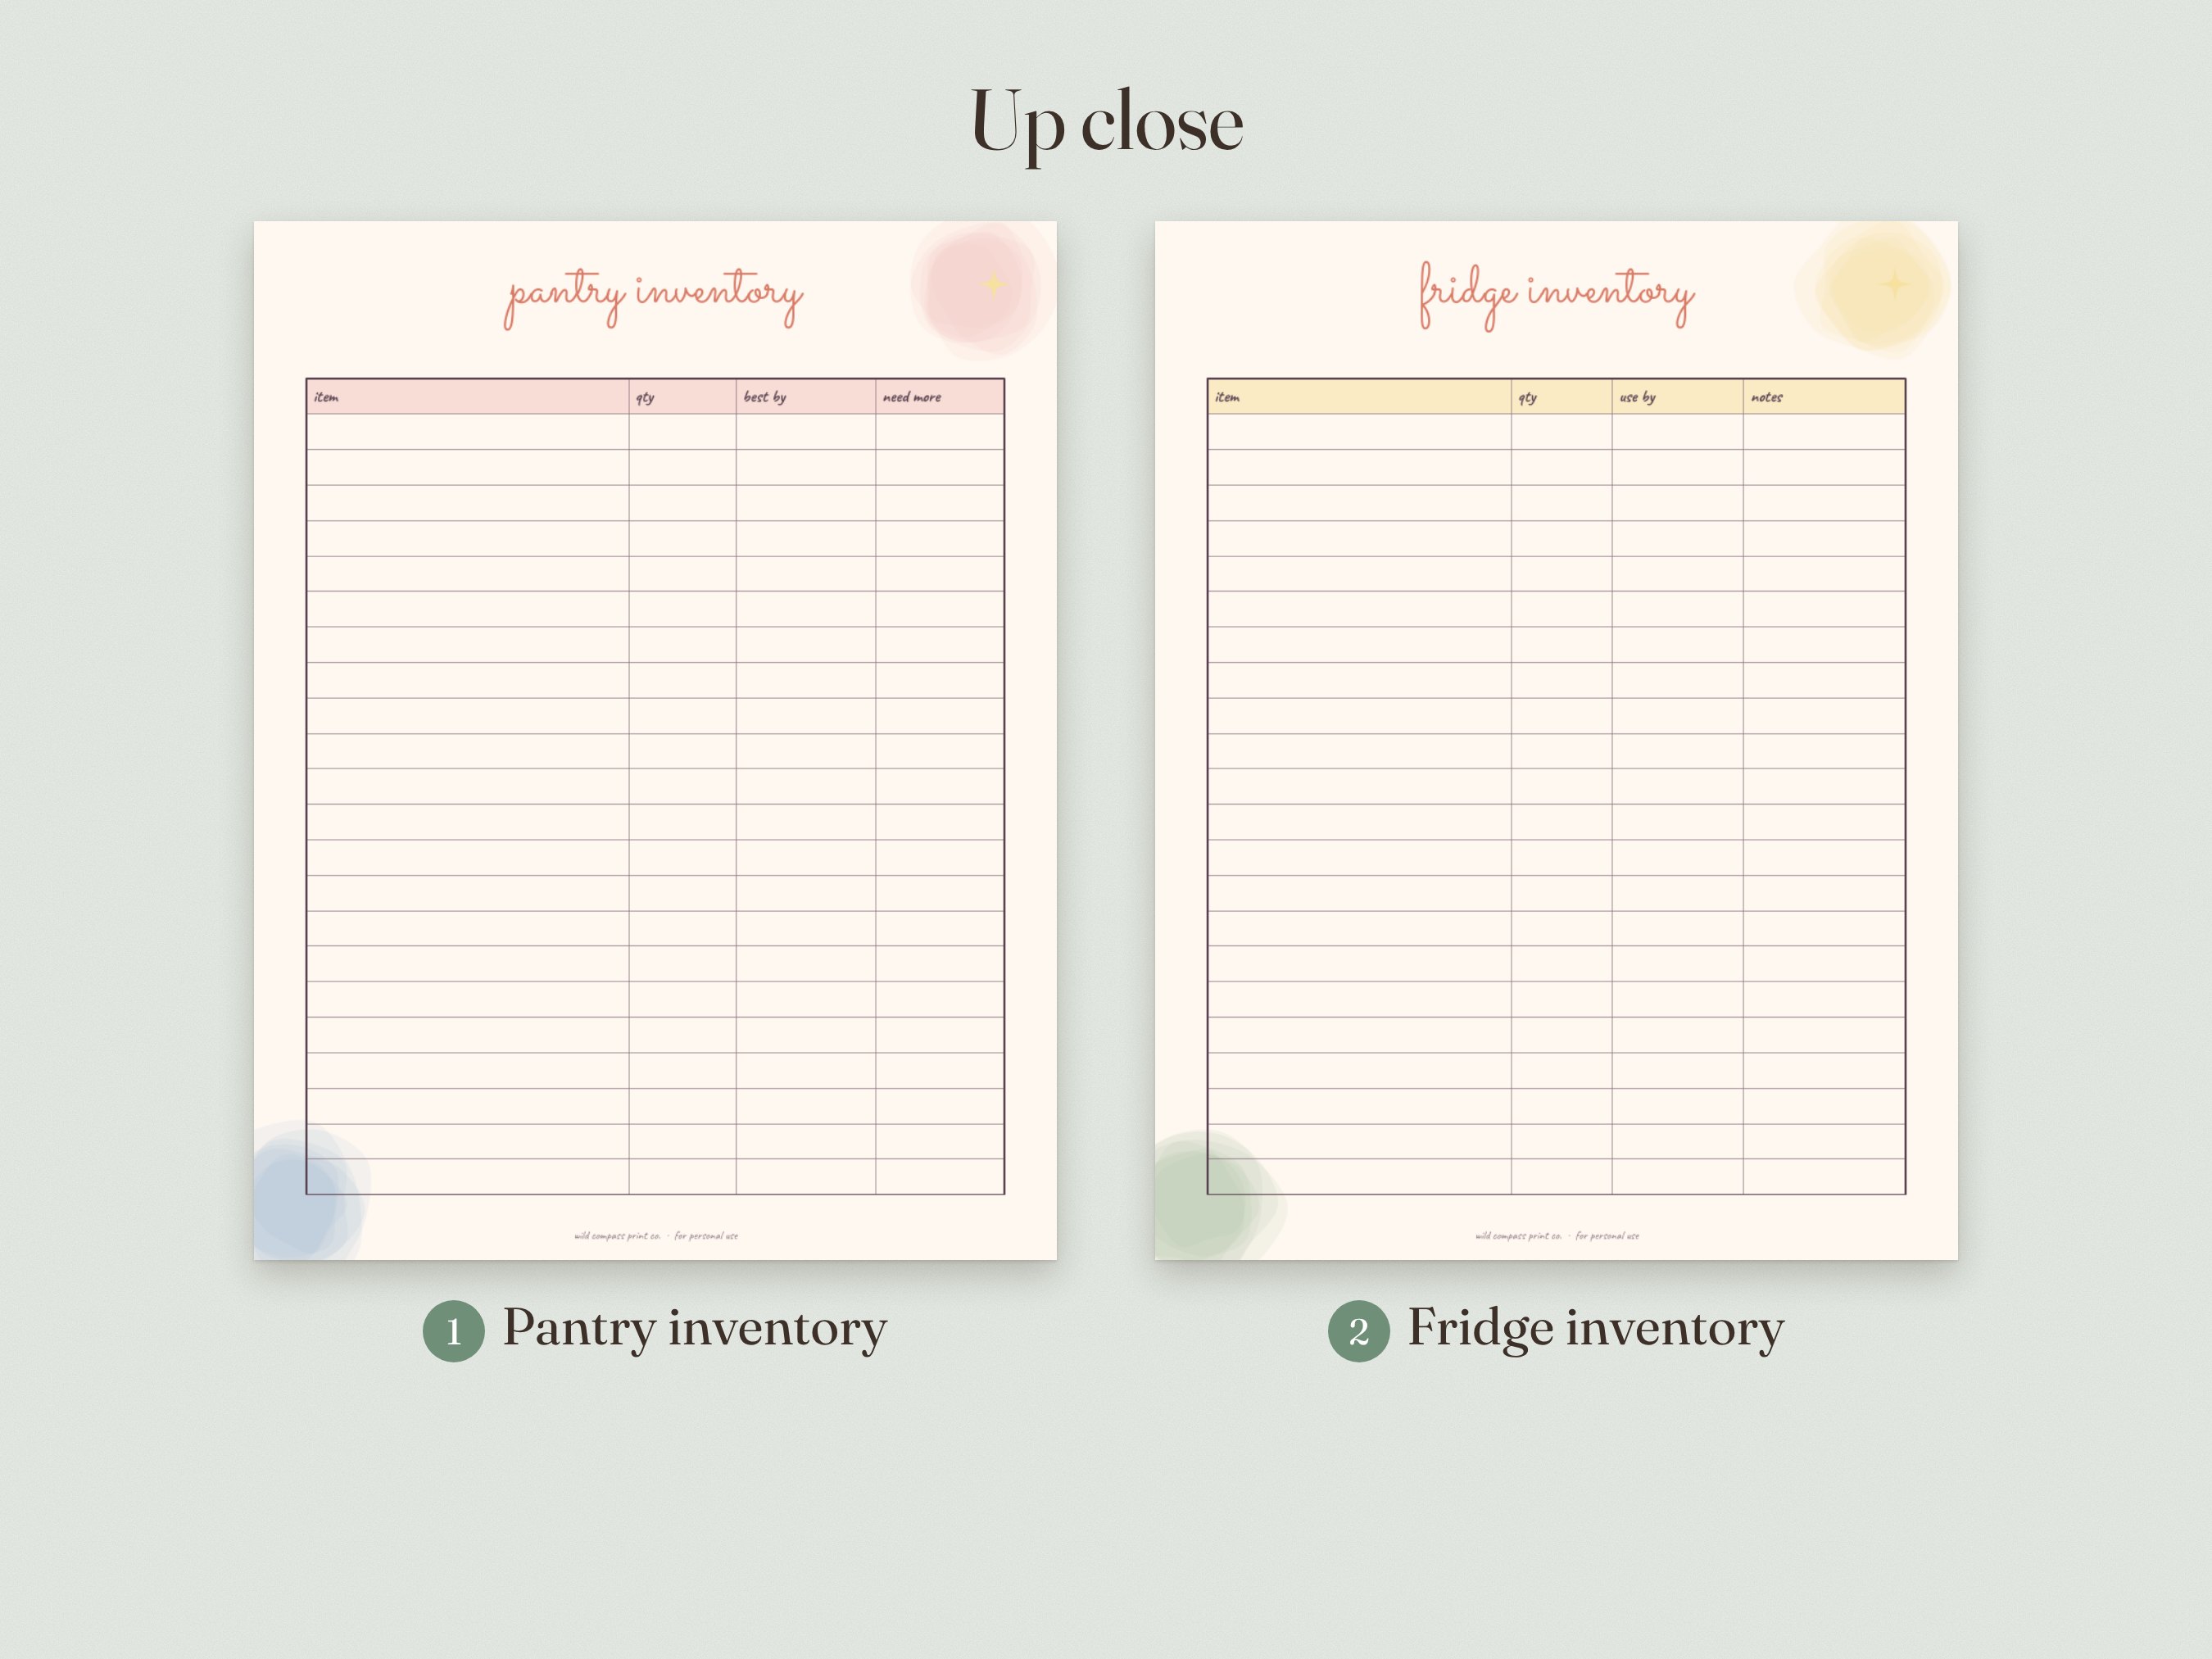 Up close
pantry inventory
item qty best by need more
wild compass print co. · for personal use
1 Pantry inventory
fridge inventory
item qty use by notes
wild compass print co. · for personal use
2 Fridge inventory